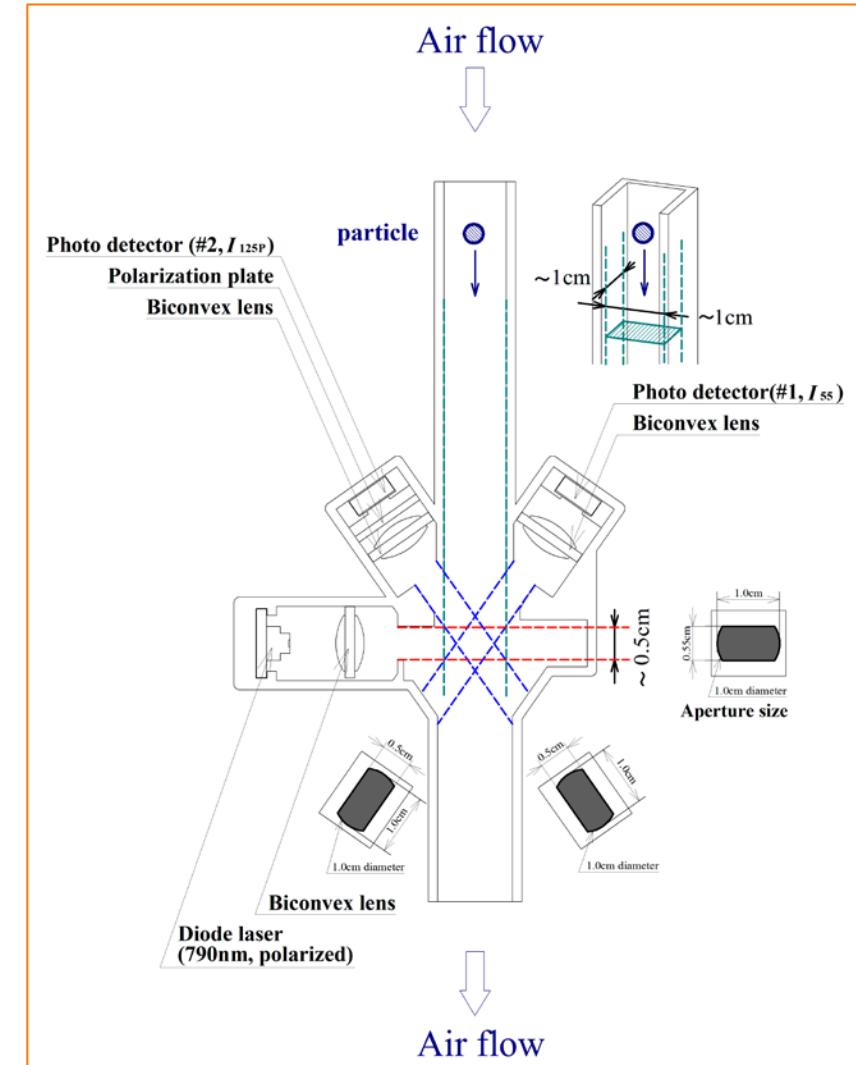 Air flow
particle
Photo detector (#2, I 125P)
Polarization plate
Biconvex lens
~1cm
~1cm
Photo detector(#1, I 55)
Biconvex lens
~ 0.5cm
1.0cm
0.55cm
1.0cm diameter
Aperture size
0.5cm
1.0cm
1.0cm diameter
0.5cm
1.0cm
1.0cm diameter
Biconvex lens
Diode laser
(790nm, polarized)
Air flow